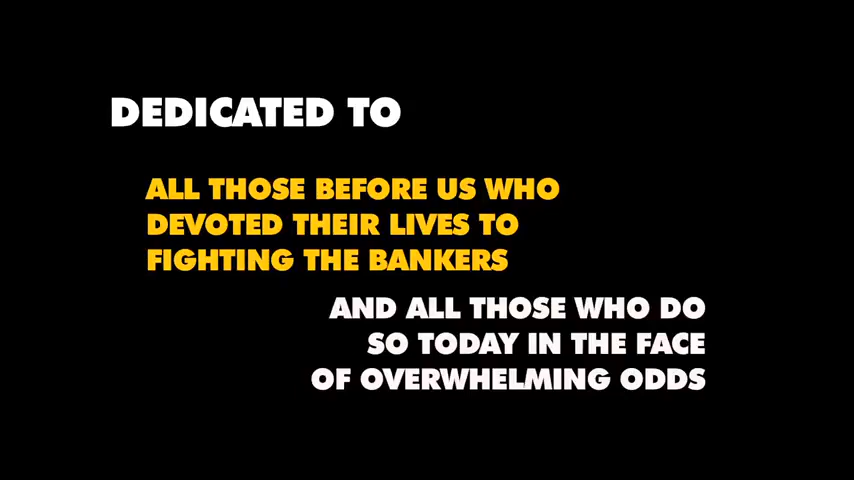 DEDICATED TO
ALL THOSE BEFORE US WHO
DEVOTED THEIR LIVES TO
FIGHTING THE BANKERS
AND ALL THOSE WHO DO
SO TODAY IN THE FACE
OF OVERWHELMING ODDS